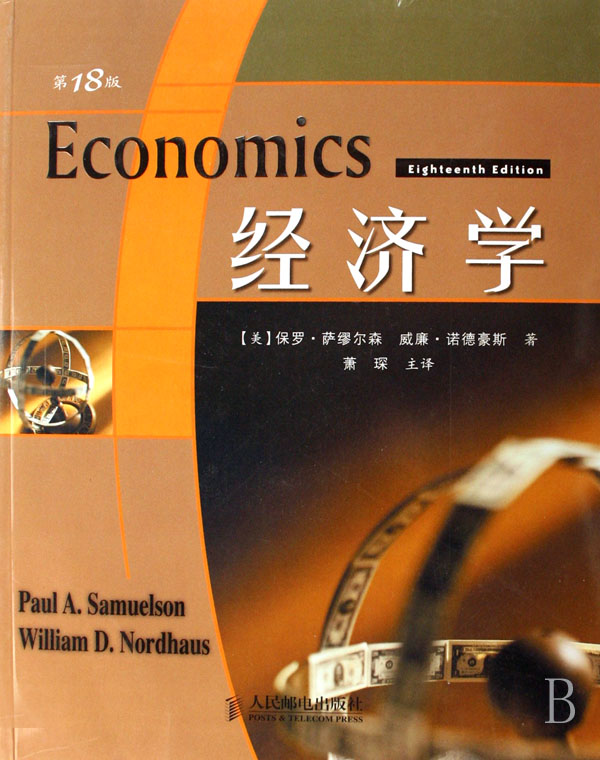 第18版
Economics
Eighteenth Edition
经济学
【美】保罗·萨缪尔森 威廉·诺德豪斯 著
萧 琛 主译
Paul A. Samuelson
William D. Nordhaus
人民邮电出版社
POSTS & TELECOM PRESS
B